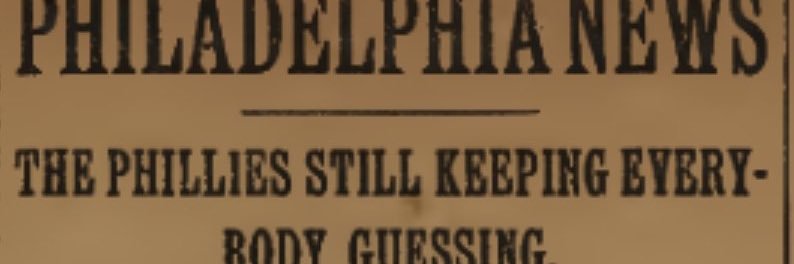 PHILADELPHIA NEWS
THE PHILLIES STILL KEEPING EVERY-
BODY GUESSING.